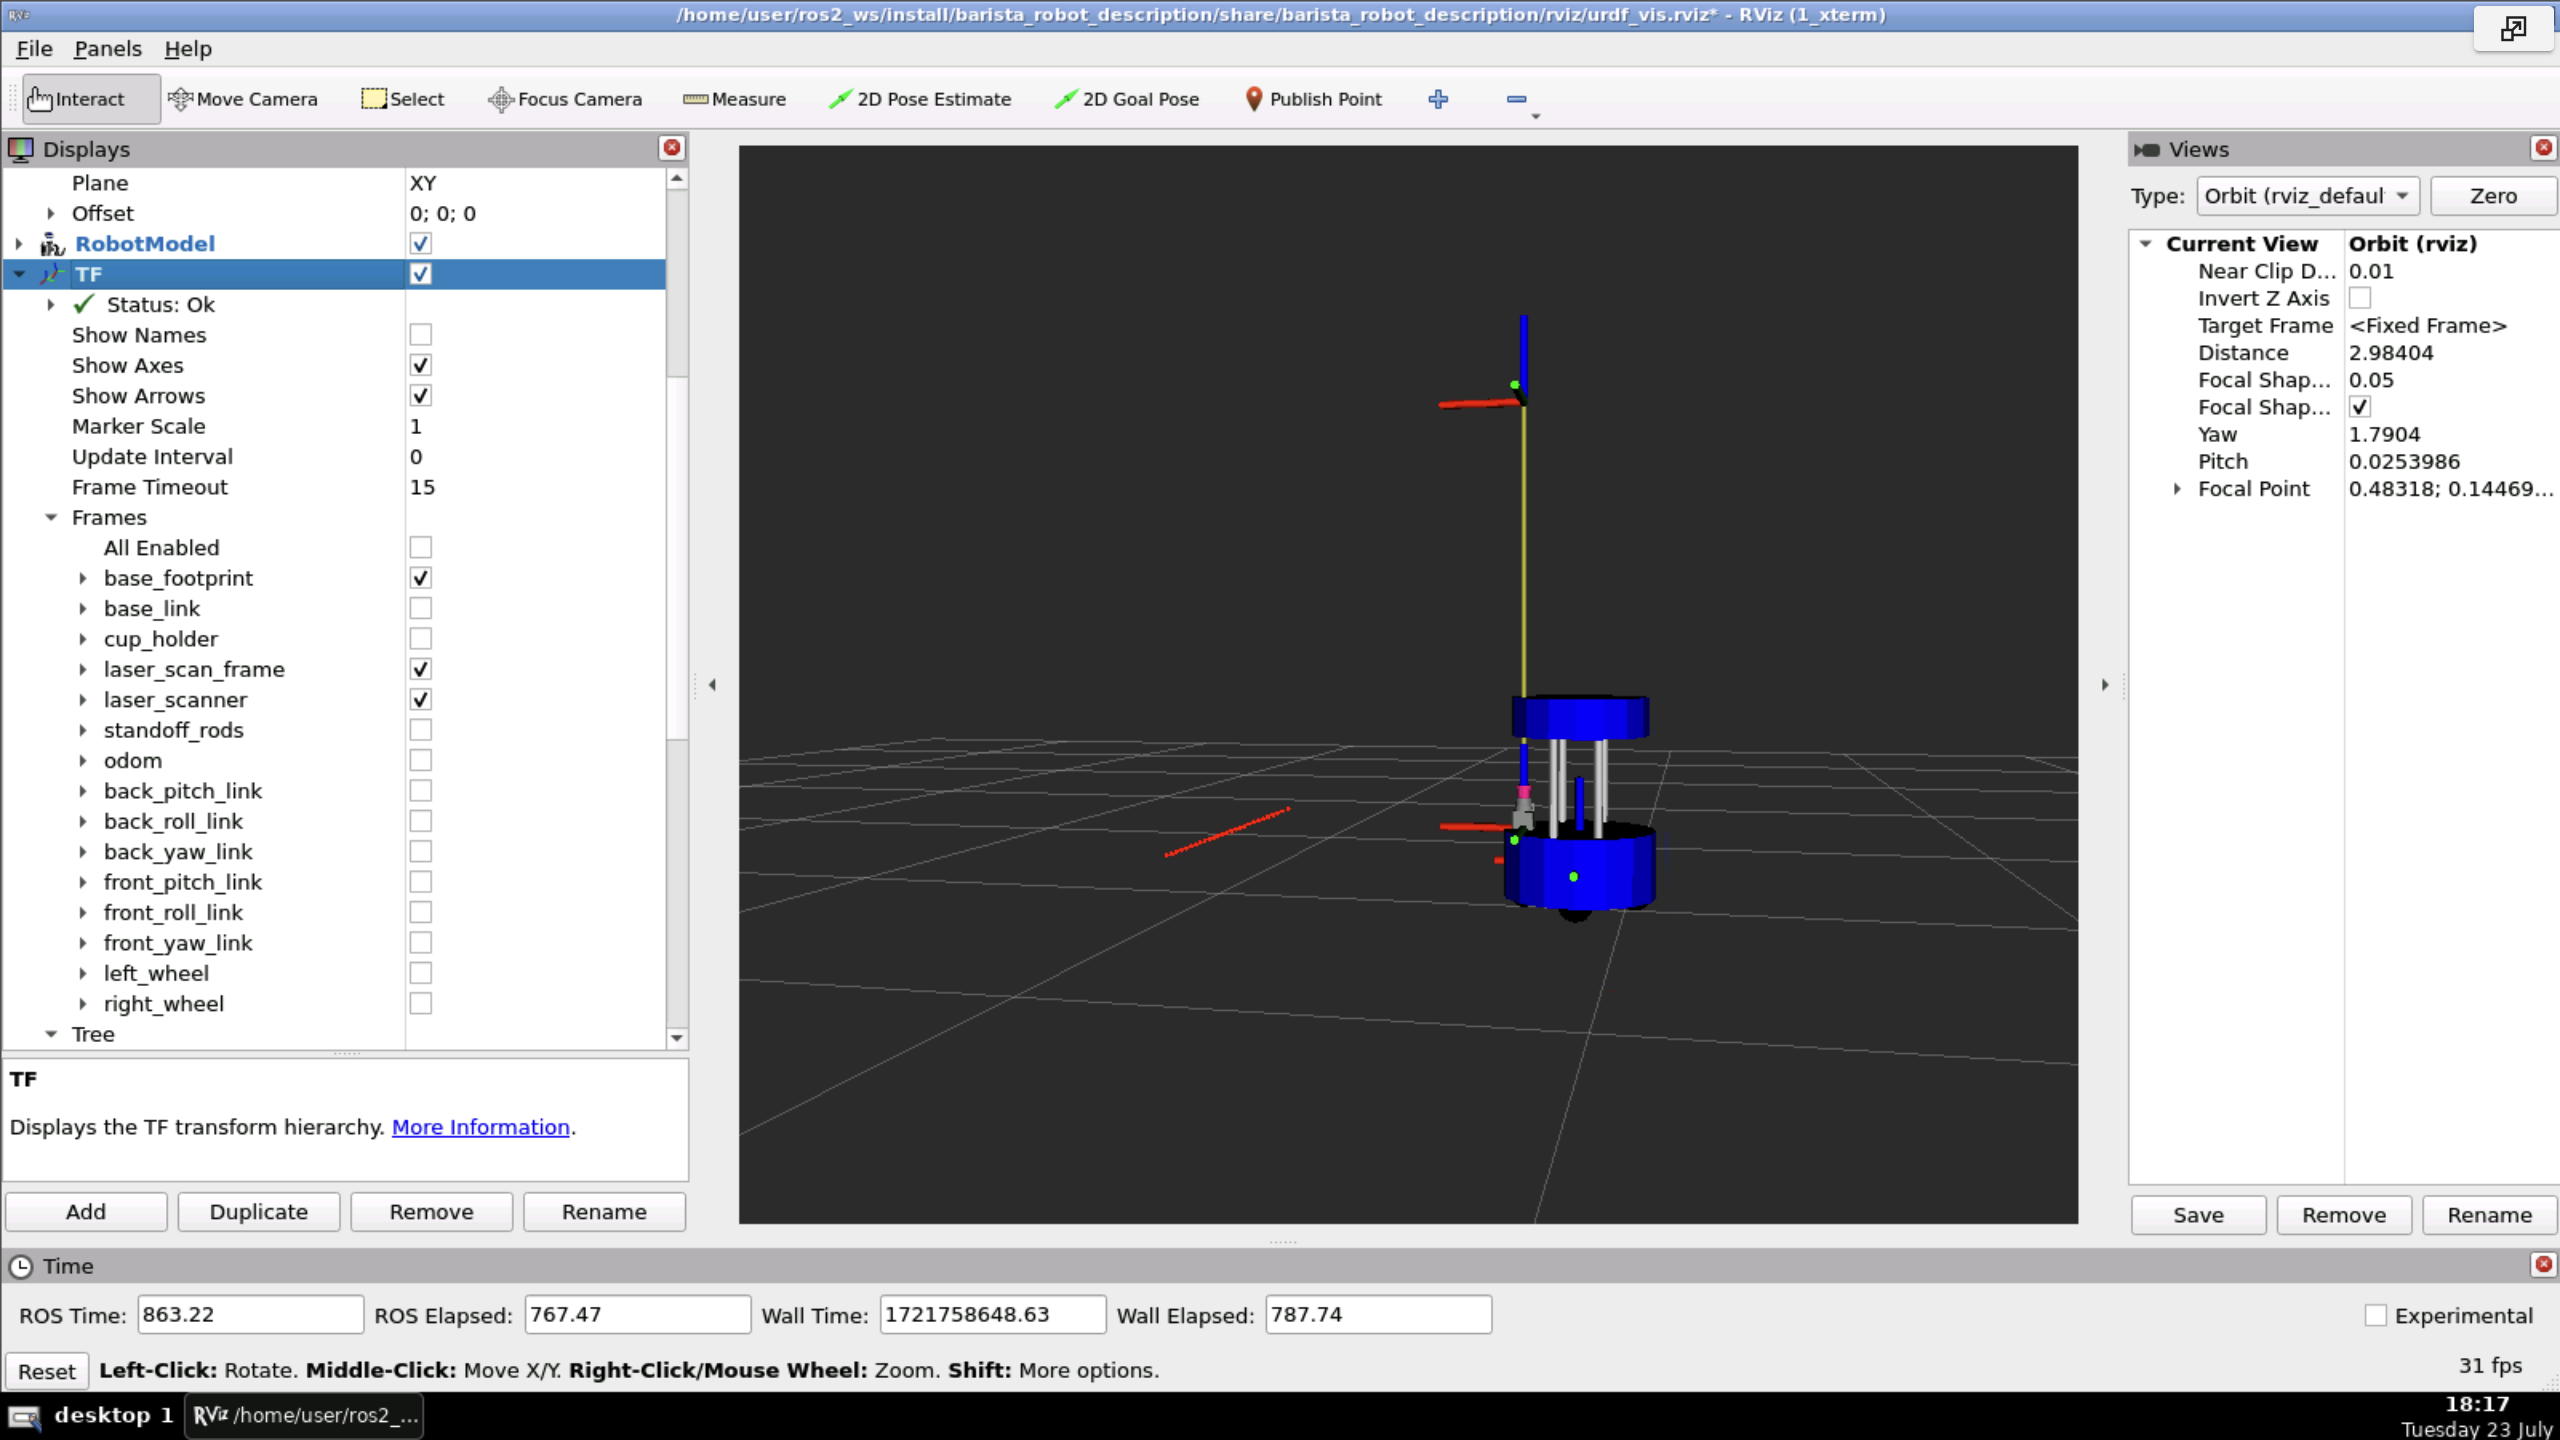 /home/user/ros2_ws/install/barista_robot_description/share/barista_robot_description/rviz/urdf_vis.rviz* - RViz (1_xterm)
File Panels Help
Interact Move Camera Select Focus Camera Measure 2D Pose Estimate 2D Goal Pose Publish Point
Displays
Plane XY
Offset 0; 0; 0
RobotModel
TF
Status: Ok
Show Names
Show Axes
Show Arrows
Marker Scale 1
Update Interval 0
Frame Timeout 15
Frames
All Enabled
base_footprint
base_link
cup_holder
laser_scan_frame
laser_scanner
standoff_rods
odom
back_pitch_link
back_roll_link
back_yaw_link
front_pitch_link
front_roll_link
front_yaw_link
left_wheel
right_wheel
Tree
TF
Displays the TF transform hierarchy. More Information.
Add Duplicate Remove Rename
Views
Type: Orbit (rviz_defaul Zero
Current View Orbit (rviz)
Near Clip D... 0.01
Invert Z Axis
Target Frame <Fixed Frame>
Distance 2.98404
Focal Shap... 0.05
Focal Shap...
Yaw 1.7904
Pitch 0.0253986
Focal Point 0.48318; 0.14469...
Save Remove Rename
Time
ROS Time: 863.22 ROS Elapsed: 767.47 Wall Time: 1721758648.63 Wall Elapsed: 787.74 Experimental
Reset Left-Click: Rotate. Middle-Click: Move X/Y. Right-Click/Mouse Wheel: Zoom. Shift: More options. 31 fps
desktop 1 RViz /home/user/ros2_... 18:17
Tuesday 23 July